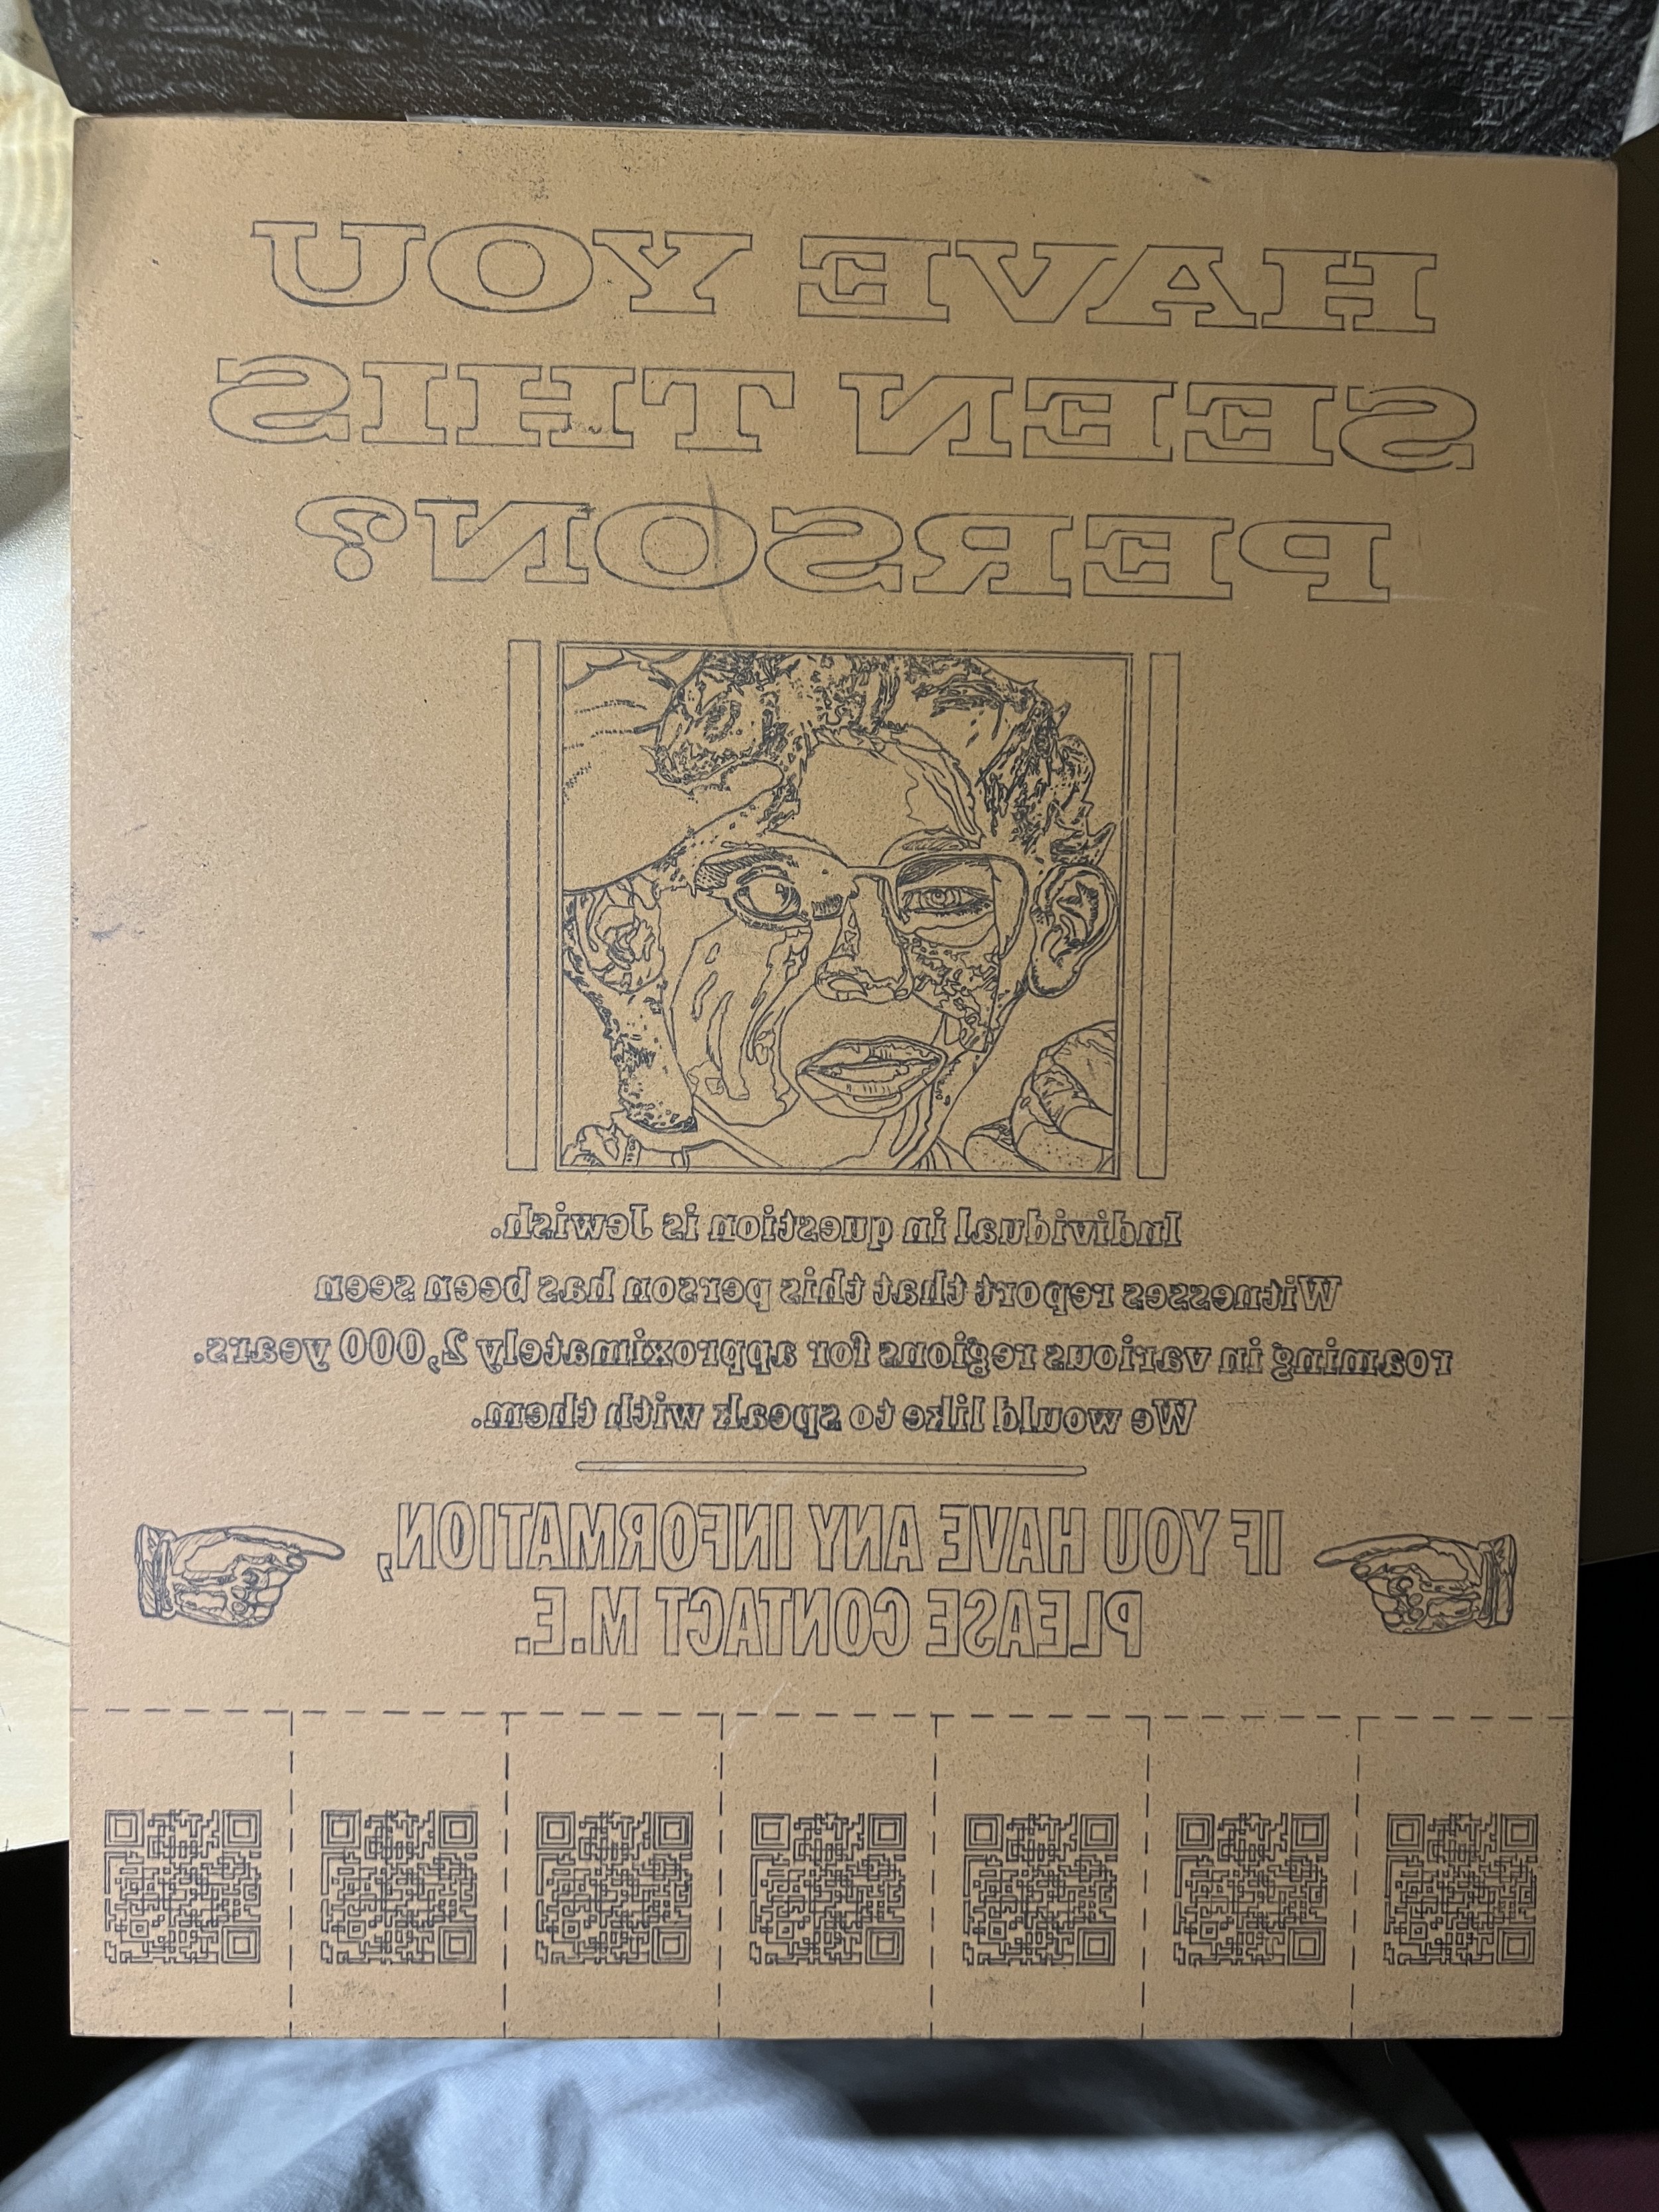 HAVE YOU
SEEN THIS
PERSON?
Individual in question is Jewish.
Witnesses report that this person has been seen
roaming in various regions for approximately 2,000 years.
We would like to speak with them.
IF YOU HAVE ANY INFORMATION,
PLEASE CONTACT M.E.